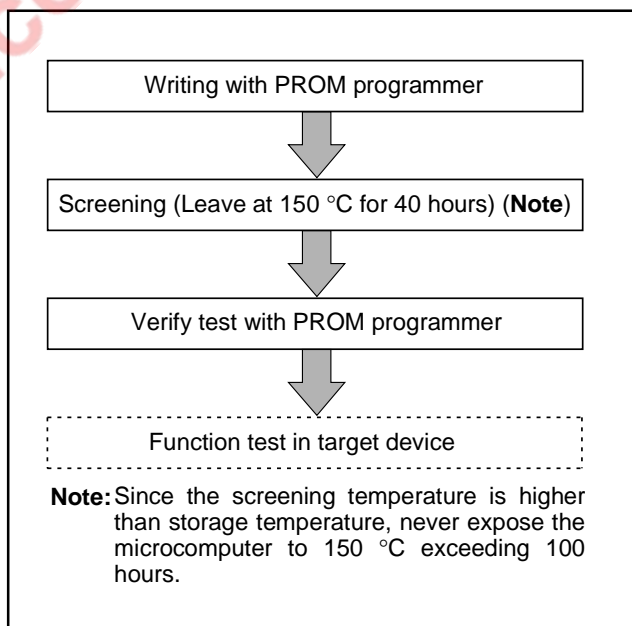 Writing with PROM programmer
Screening (Leave at 150 °C for 40 hours) (Note)
Verify test with PROM programmer
Function test in target device
Note: Since the screening temperature is higher
than storage temperature, never expose the
microcomputer to 150 °C exceeding 100
hours.